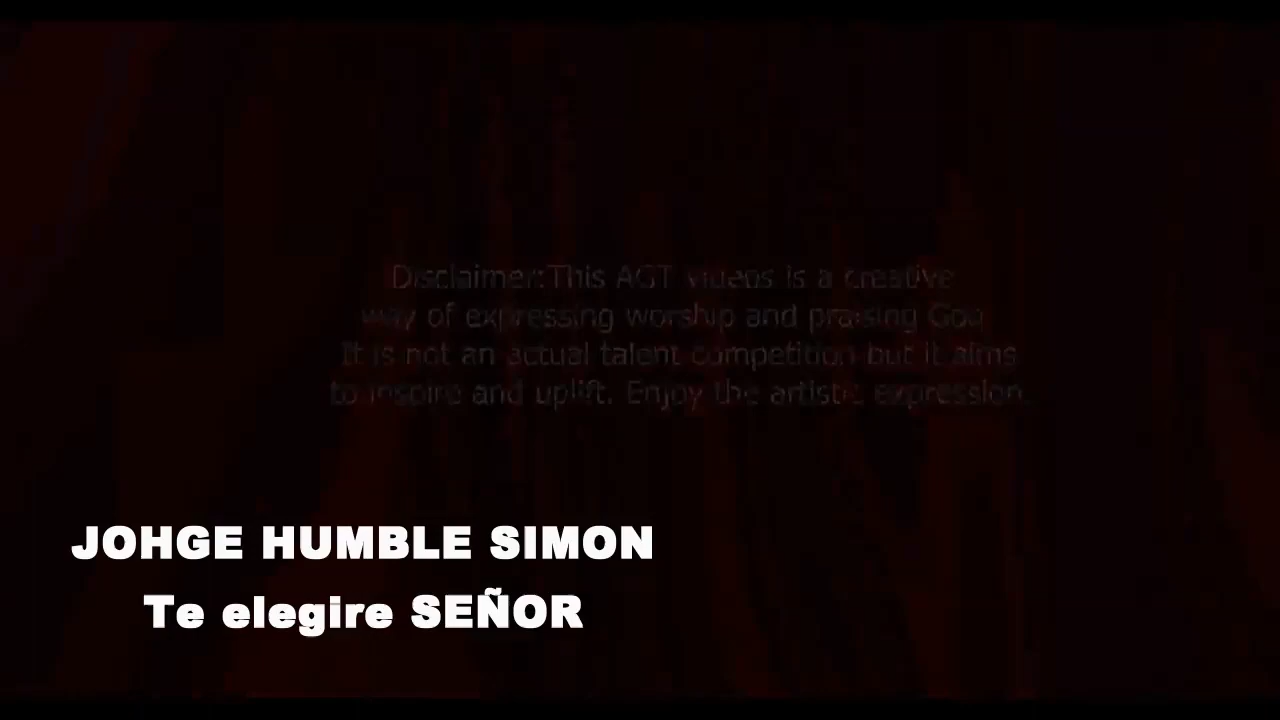 Disclaimer:This AGT videos is a creative
way of expressing worship and praising God
It is not an actual talent competition but it aims
to inspire and uplift. Enjoy the artistic expression.
JOHGE HUMBLE SIMON
Te elegire SEÑOR